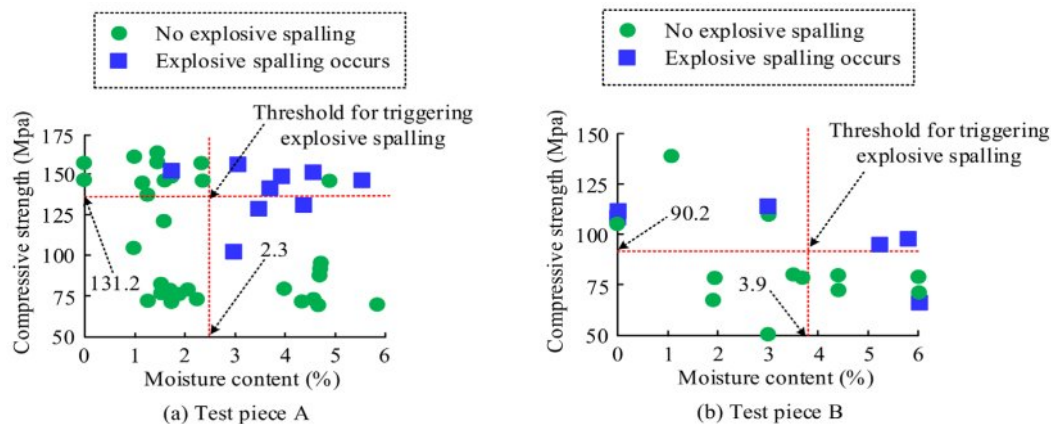 No explosive spalling
Explosive spalling occurs
Threshold for triggering
explosive spalling
Compressive strength (Mpa)
175
150
125
100
75
50
131.2
2.3
0 1 2 3 4 5 6
Moisture content (%)
(a) Test piece A
No explosive spalling
Explosive spalling occurs
Threshold for triggering
explosive spalling
Compressive strength (Mpa)
150
125
100
75
50
90.2
3.9
0 1 2 3 4 5 6
Moisture content (%)
(b) Test piece B